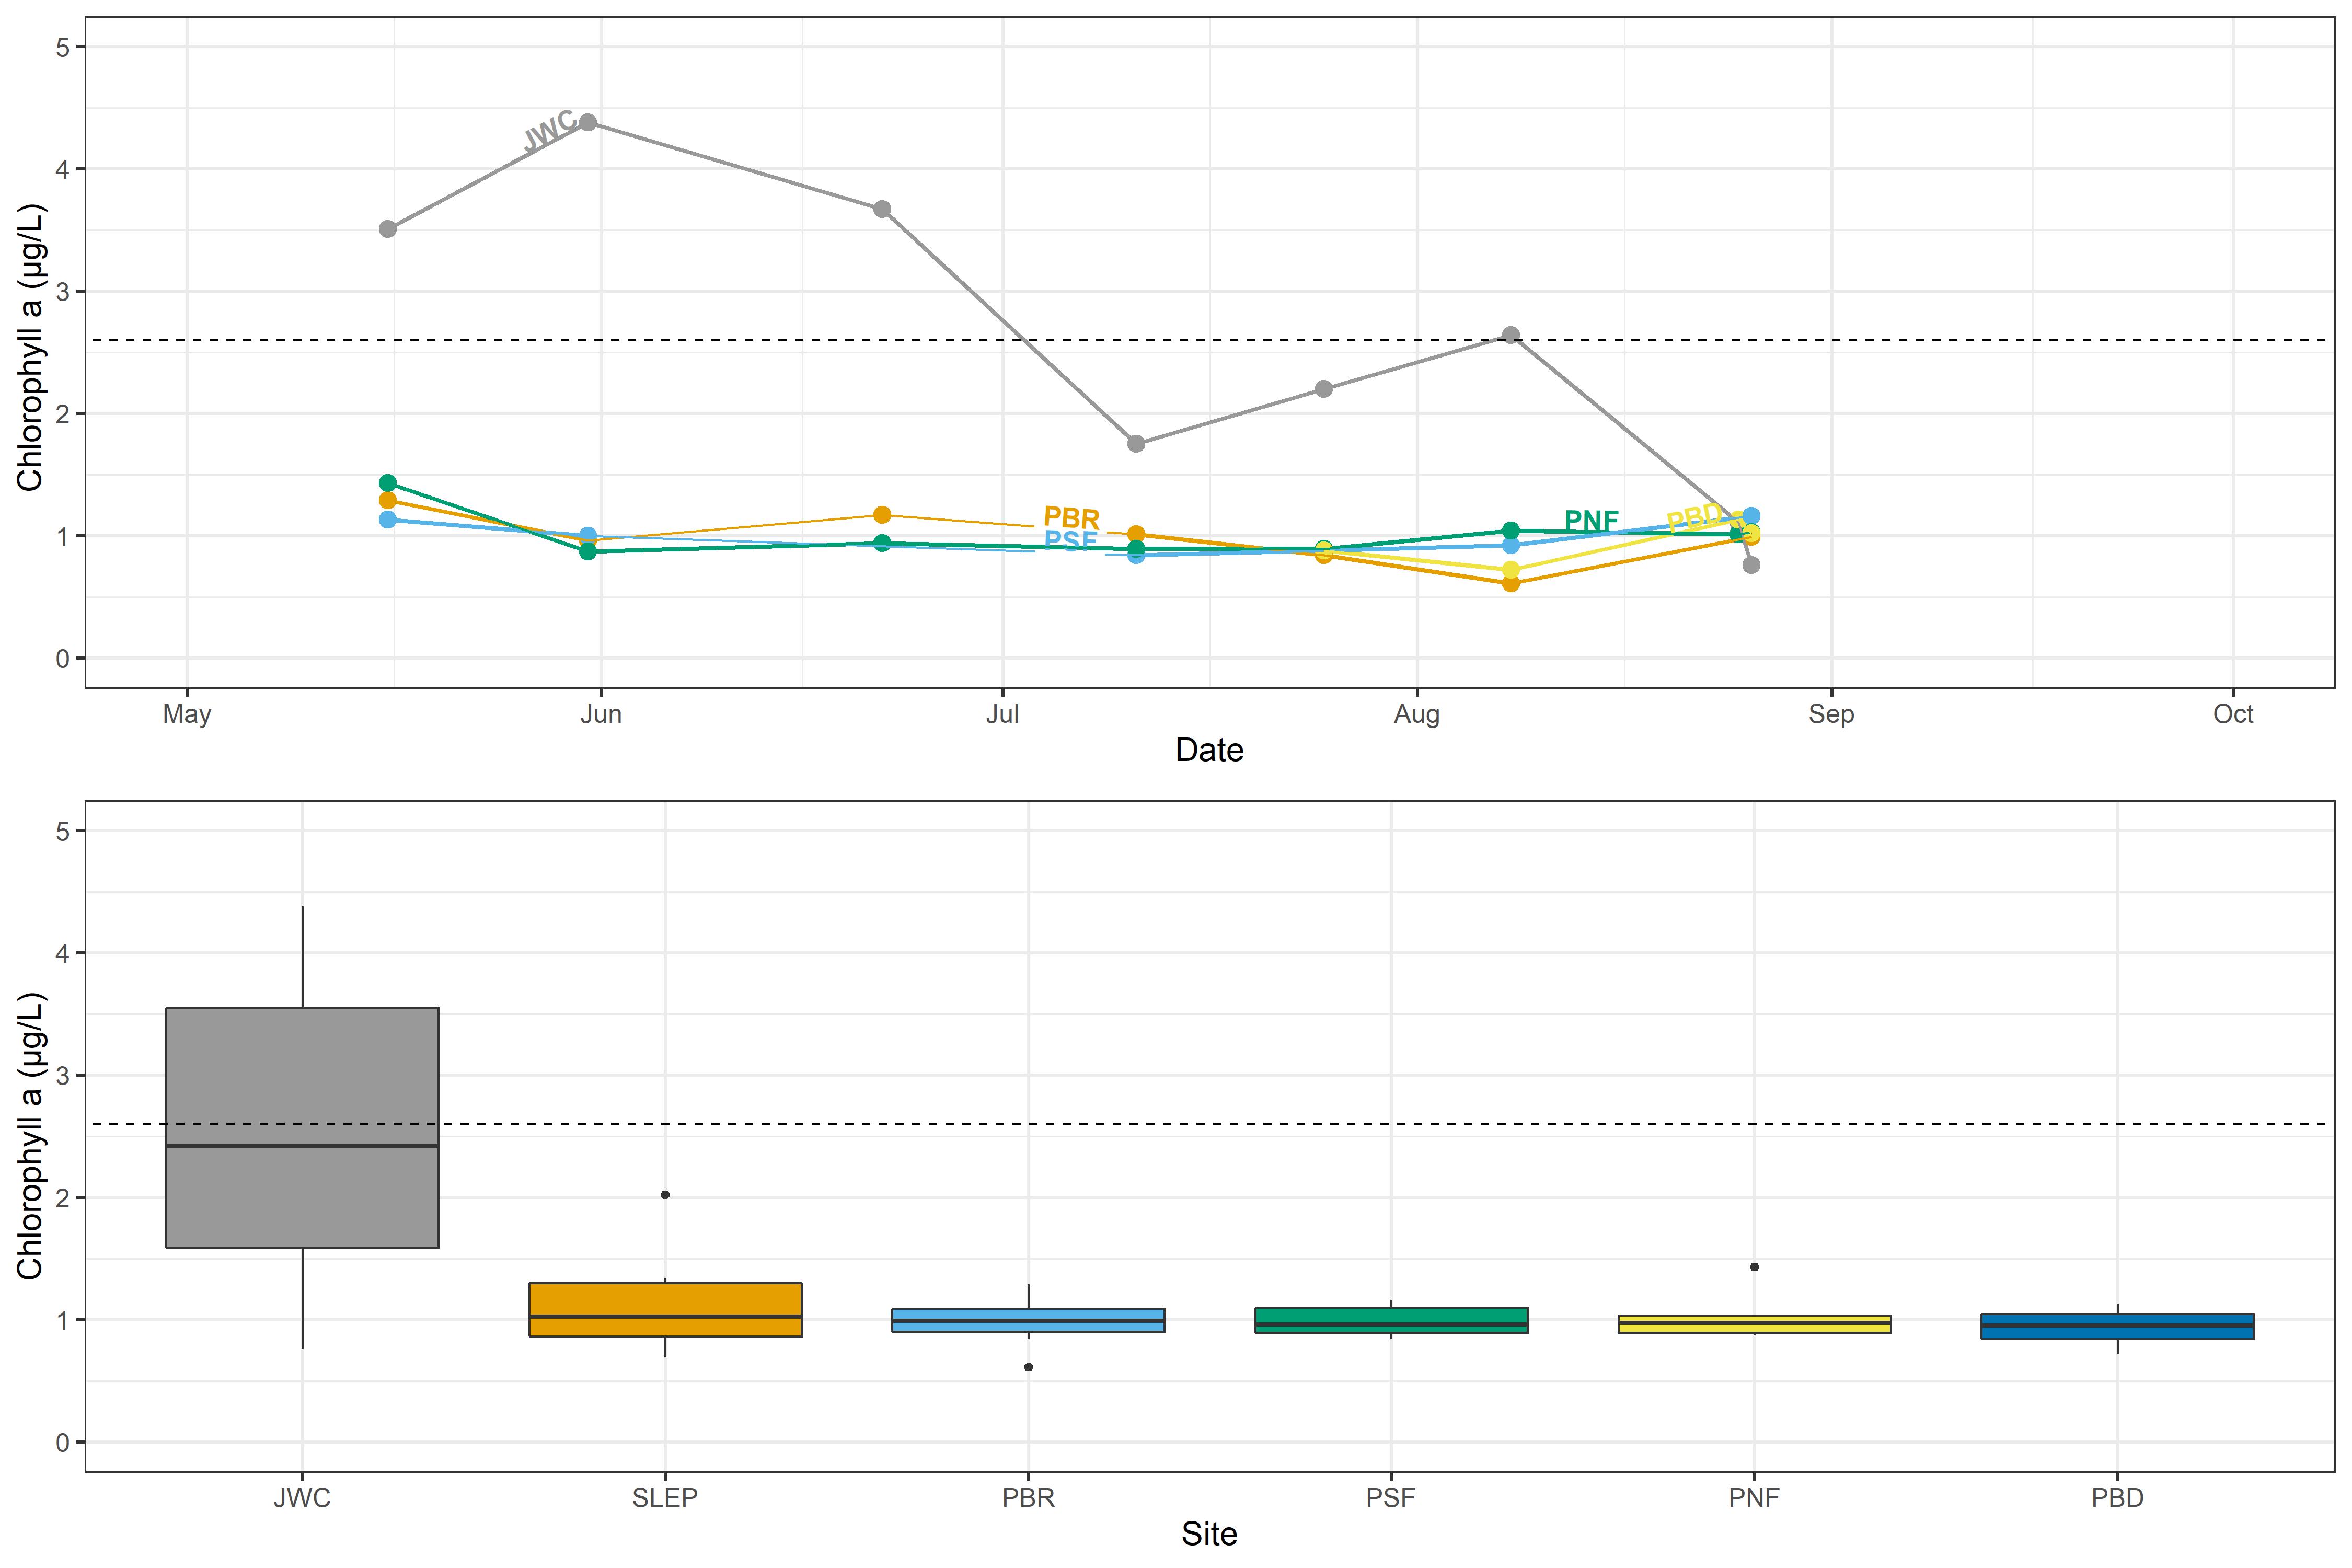 5
4
3
2
1
0
Chlorophyll a (µg/L)
JWC
PBR
PSF
PNF
PBD
May Jun Jul Aug Sep Oct
Date
5
4
3
2
1
0
Chlorophyll a (µg/L)
JWC SLEP PBR PSF PNF PBD
Site